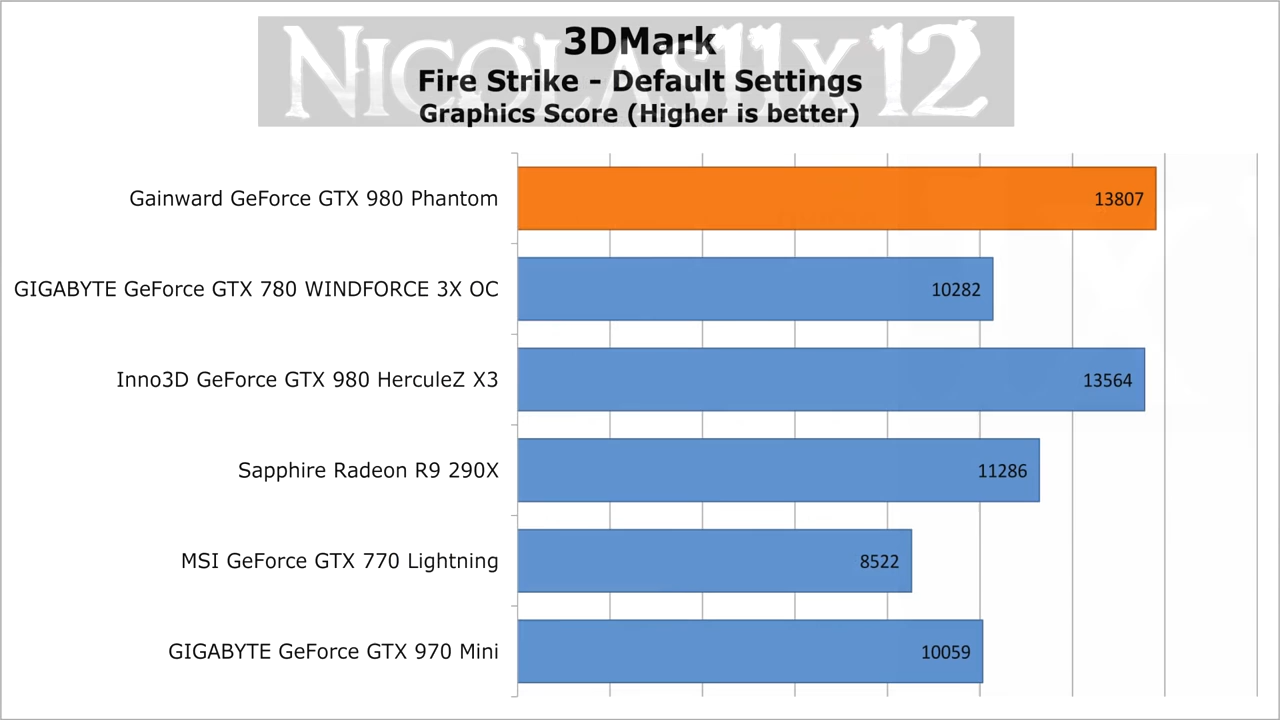 NICOLAS11X12
3DMark
Fire Strike - Default Settings
Graphics Score (Higher is better)
Gainward GeForce GTX 980 Phantom 13807
GIGABYTE GeForce GTX 780 WINDFORCE 3X OC 10282
Inno3D GeForce GTX 980 HerculeZ X3 13564
Sapphire Radeon R9 290X 11286
MSI GeForce GTX 770 Lightning 8522
GIGABYTE GeForce GTX 970 Mini 10059